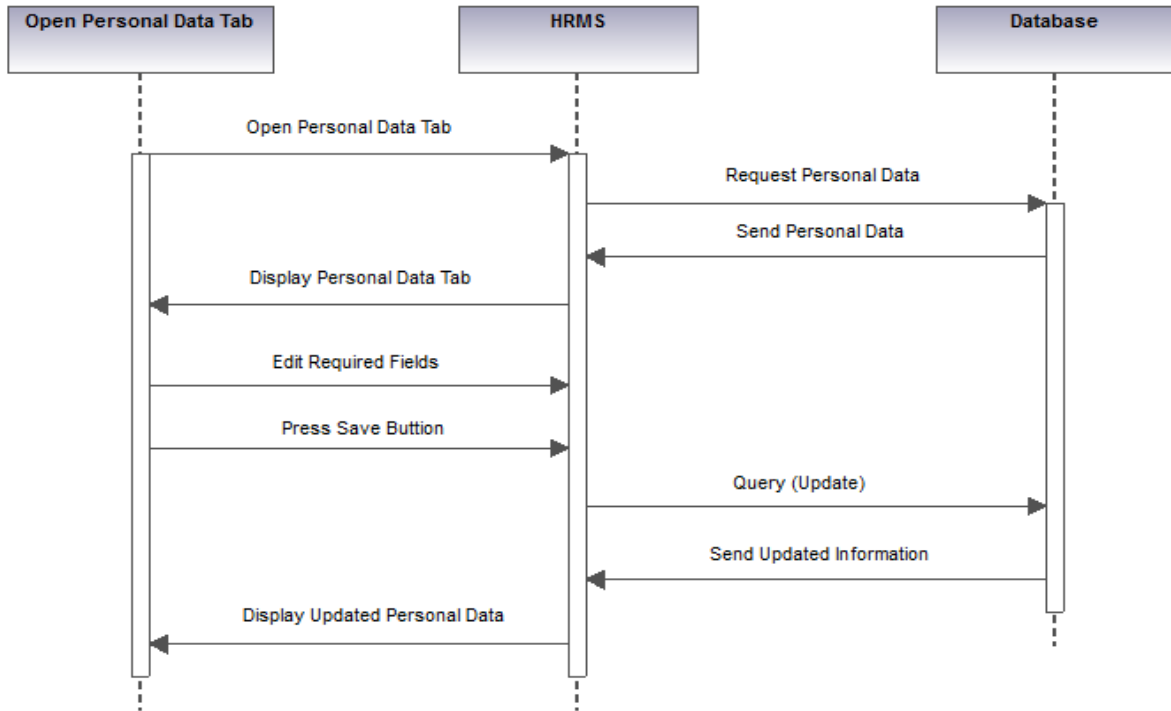 Open Personal Data Tab
HRMS
Database
Open Personal Data Tab
Request Personal Data
Send Personal Data
Display Personal Data Tab
Edit Required Fields
Press Save Buttion
Query (Update)
Send Updated Information
Display Updated Personal Data